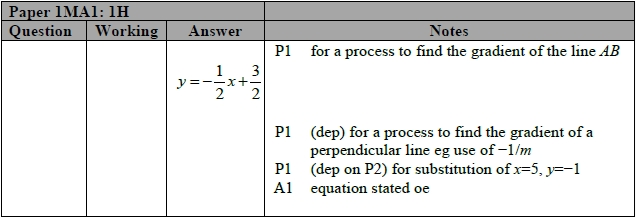 Paper 1MA1: 1H
Question Working Answer Notes
P1 for a process to find the gradient of the line AB
y = −1/2 x + 3/2
P1 (dep) for a process to find the gradient of a
perpendicular line eg use of −1/m
P1 (dep on P2) for substitution of x=5, y=−1
A1 equation stated oe